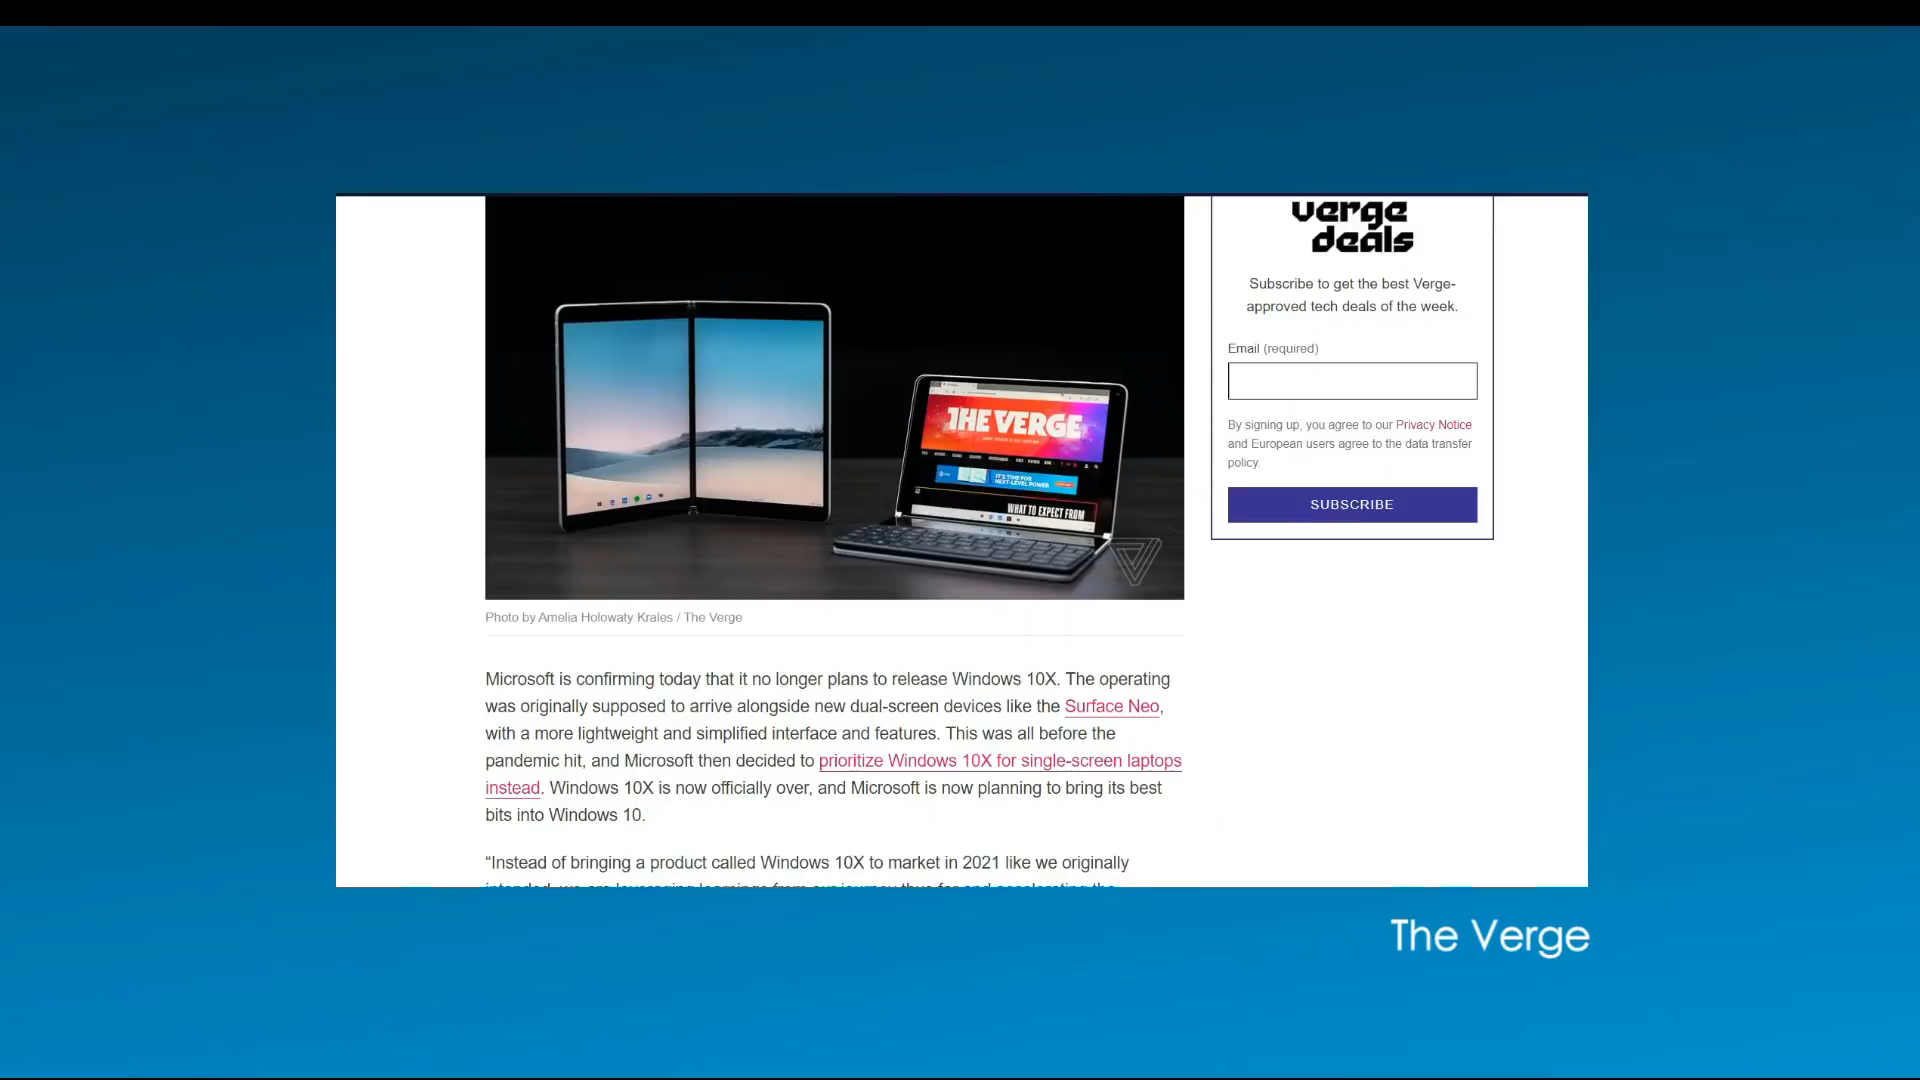 verge
deals
Subscribe to get the best Verge-
approved tech deals of the week.
Email (required)
By signing up, you agree to our Privacy Notice
and European users agree to the data transfer
policy.
SUBSCRIBE
THE VERGE
IT'S TIME FOR
NEXT-LEVEL POWER
WHAT TO EXPECT FROM
Photo by Amelia Holowaty Krales / The Verge
Microsoft is confirming today that it no longer plans to release Windows 10X. The operating
was originally supposed to arrive alongside new dual-screen devices like the Surface Neo,
with a more lightweight and simplified interface and features. This was all before the
pandemic hit, and Microsoft then decided to prioritize Windows 10X for single-screen laptops
instead. Windows 10X is now officially over, and Microsoft is now planning to bring its best
bits into Windows 10.
“Instead of bringing a product called Windows 10X to market in 2021 like we originally
The Verge